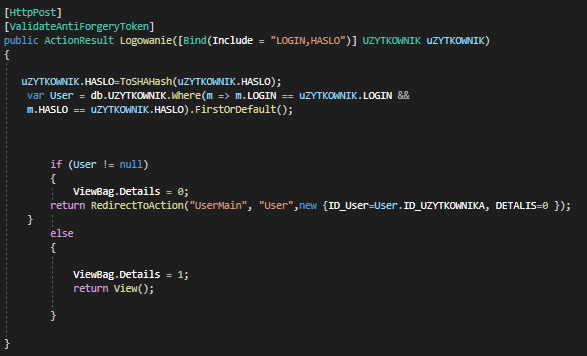 [HttpPost]
[ValidateAntiForgeryToken]
public ActionResult Logowanie([Bind(Include = "LOGIN,HASLO")] UZYTKOWNIK uZYTKOWNIK)
{
uZYTKOWNIK.HASLO=ToSHAHash(uZYTKOWNIK.HASLO);
var User = db.UZYTKOWNIK.Where(m => m.LOGIN == uZYTKOWNIK.LOGIN &&
m.HASLO == uZYTKOWNIK.HASLO).FirstOrDefault();
if (User != null)
{
ViewBag.Details = 0;
return RedirectToAction("UserMain", "User",new {ID_User=User.ID_UZYTKOWNIKA, DETALIS=0 });
}
else
{
ViewBag.Details = 1;
return View();
}
}